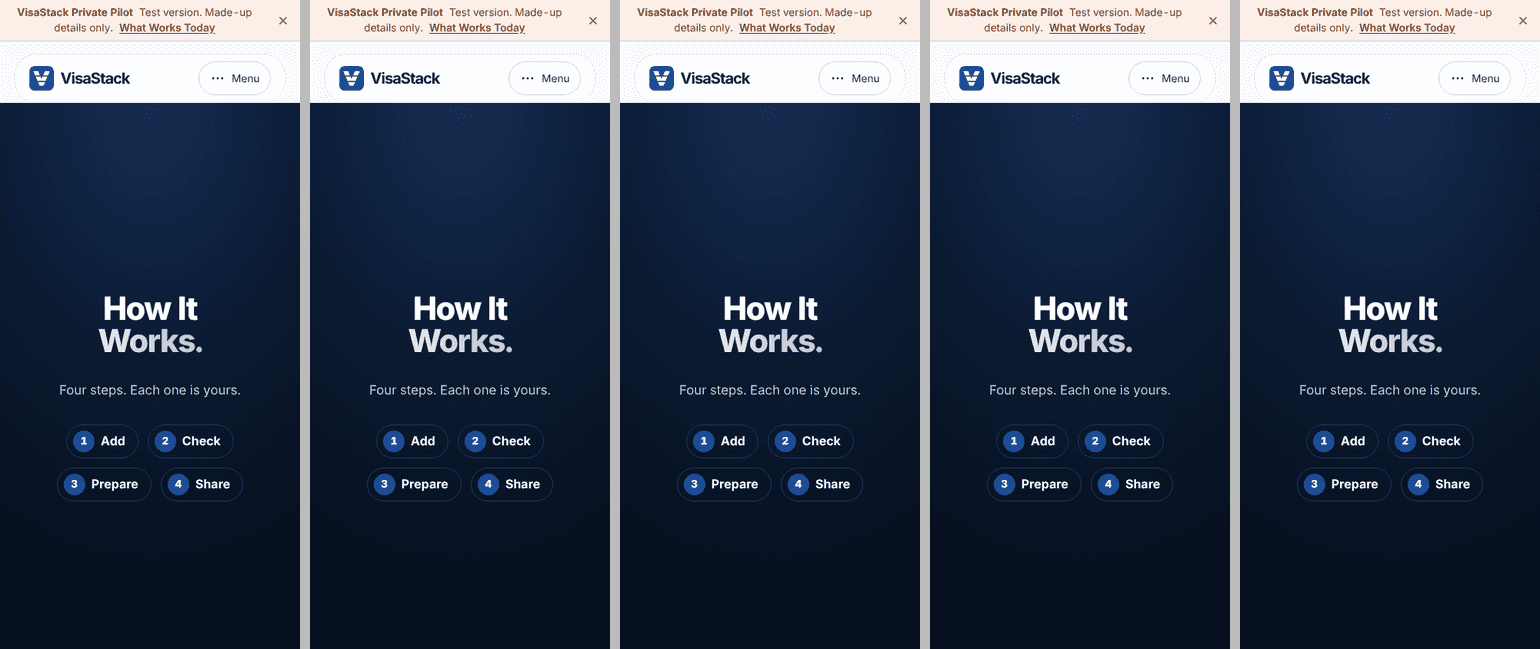 VisaStack Private Pilot Test version. Made-up
details only. What Works Today
VisaStack
Menu
How It
Works.
Four steps. Each one is yours.
1 Add 2 Check
3 Prepare 4 Share
VisaStack Private Pilot Test version. Made-up
details only. What Works Today
VisaStack
Menu
How It
Works.
Four steps. Each one is yours.
1 Add 2 Check
3 Prepare 4 Share
VisaStack Private Pilot Test version. Made-up
details only. What Works Today
VisaStack
Menu
How It
Works.
Four steps. Each one is yours.
1 Add 2 Check
3 Prepare 4 Share
VisaStack Private Pilot Test version. Made-up
details only. What Works Today
VisaStack
Menu
How It
Works.
Four steps. Each one is yours.
1 Add 2 Check
3 Prepare 4 Share
VisaStack Private Pilot Test version. Made-up
details only. What Works Today
VisaStack
Menu
How It
Works.
Four steps. Each one is yours.
1 Add 2 Check
3 Prepare 4 Share